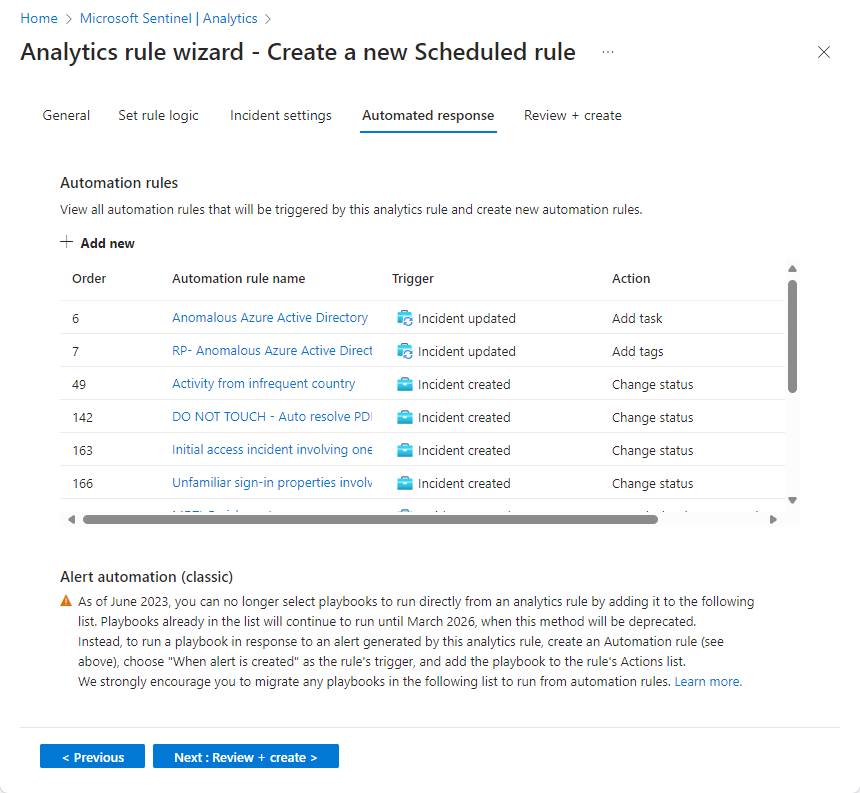 Home > Microsoft Sentinel | Analytics >
Analytics rule wizard - Create a new Scheduled rule ...
General Set rule logic Incident settings Automated response Review + create
Automation rules
View all automation rules that will be triggered by this analytics rule and create new automation rules.
+ Add new
Order Automation rule name Trigger Action
6 Anomalous Azure Active Directory Incident updated Add task
7 RP- Anomalous Azure Active Direct Incident updated Add tags
49 Activity from infrequent country Incident created Change status
142 DO NOT TOUCH - Auto resolve Incident created Change status
163 Initial access incident involving one Incident created Change status
166 Unfamiliar sign-in properties involv Incident created Change status
Alert automation (classic)
As of June 2023, you can no longer select playbooks to run directly from an analytics rule by adding it to the following
list. Playbooks already in the list will continue to run until March 2026, when this method will be deprecated.
Instead, to run a playbook in response to an alert generated by this analytics rule, create an Automation rule (see
above), choose "When alert is created" as the rule's trigger, and add the playbook to the rule's Actions list.
We strongly encourage you to migrate any playbooks in the following list to run from automation rules. Learn more.
< Previous Next : Review + create >